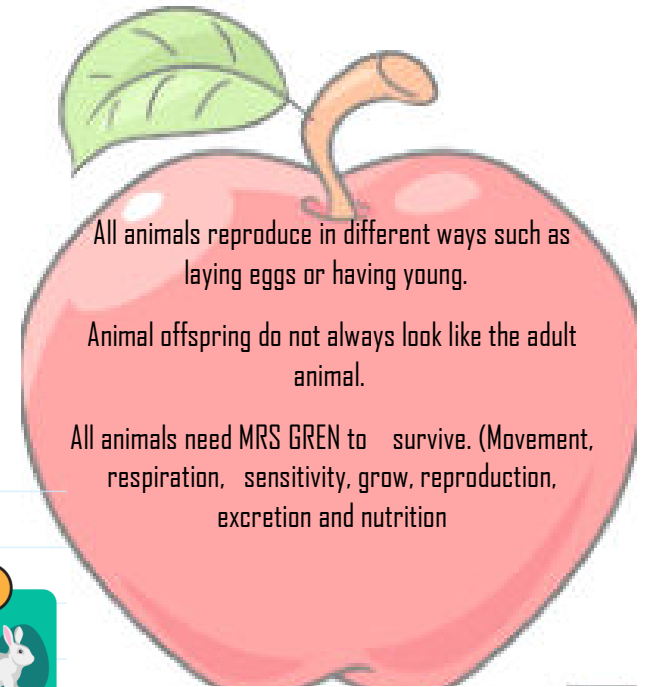 All animals reproduce in different ways such as
laying eggs or having young.
Animal offspring do not always look like the adult
animal.
All animals need MRS GREN to survive. (Movement,
respiration, sensitivity, grow, reproduction,
excretion and nutrition